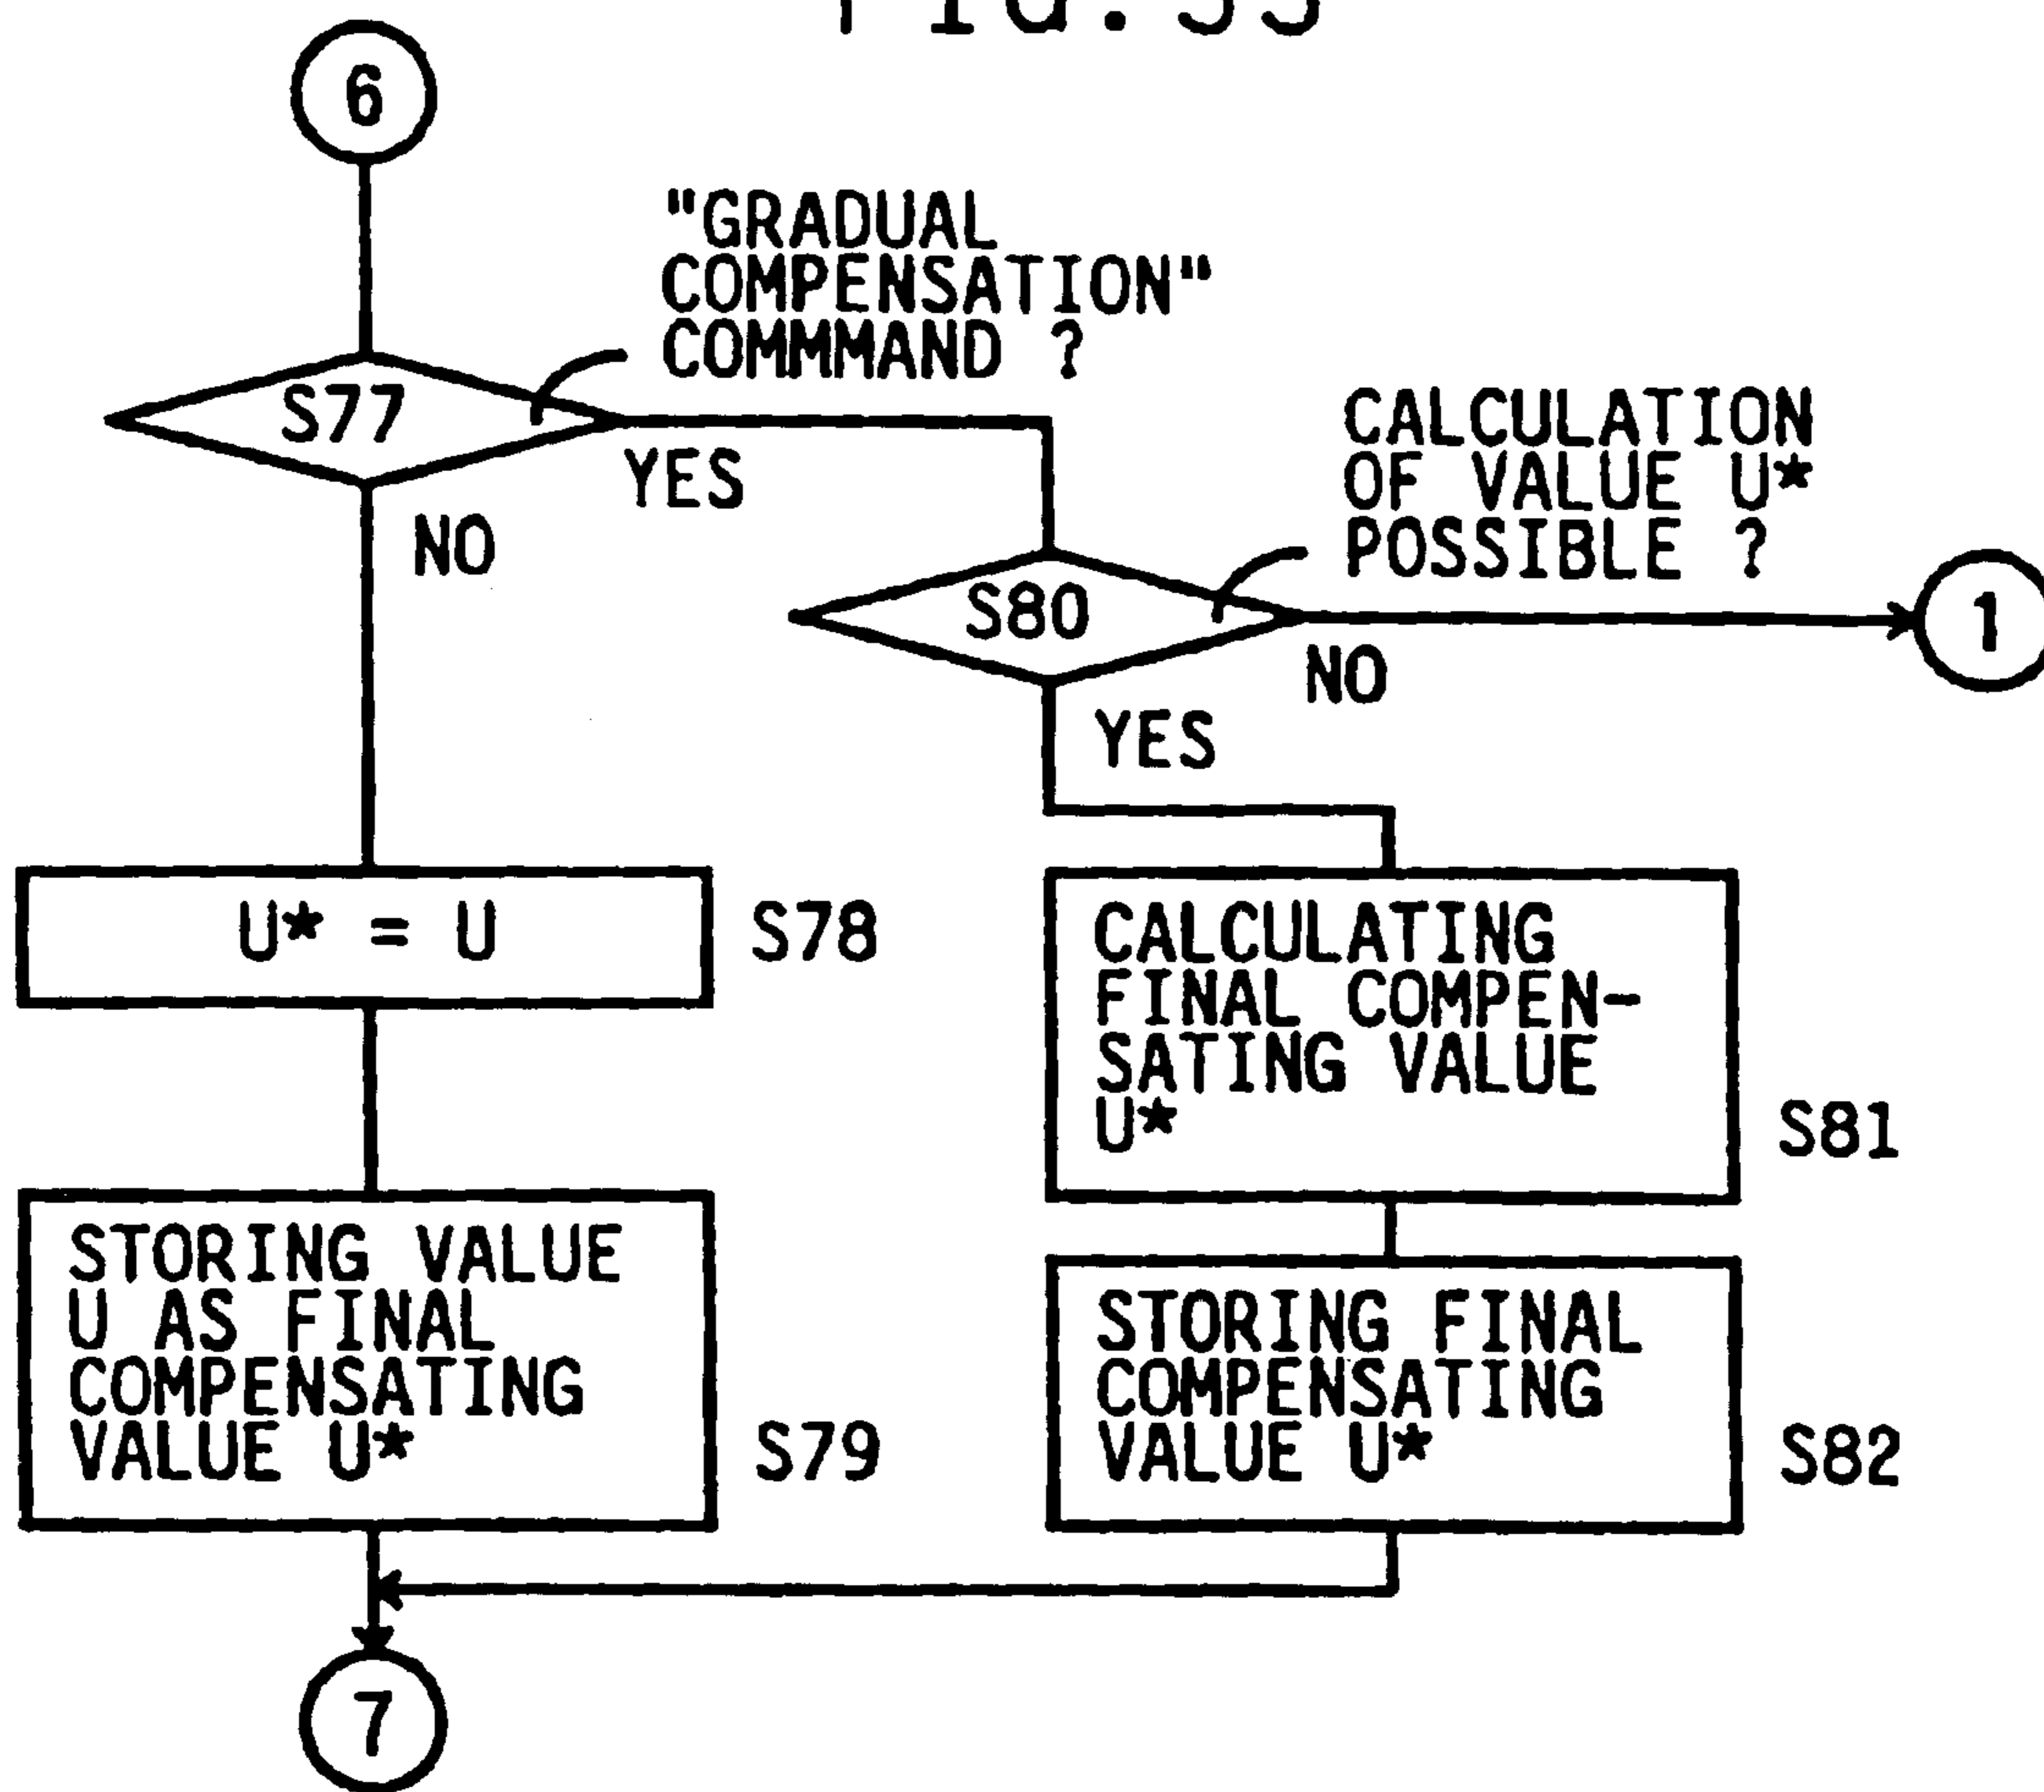 6
"GRADUAL
COMPENSATION"
COMMMAND ?
S77
YES
NO
CALCULATION
OF VALUE U*
POSSIBLE ?
S80
1
NO
YES
U* = U
S78
CALCULATING
FINAL COMPEN-
SATING VALUE
U*
S81
STORING VALUE
U AS FINAL
COMPENSATING
VALUE U*
S79
STORING FINAL
COMPENSATING
VALUE U*
S82
7